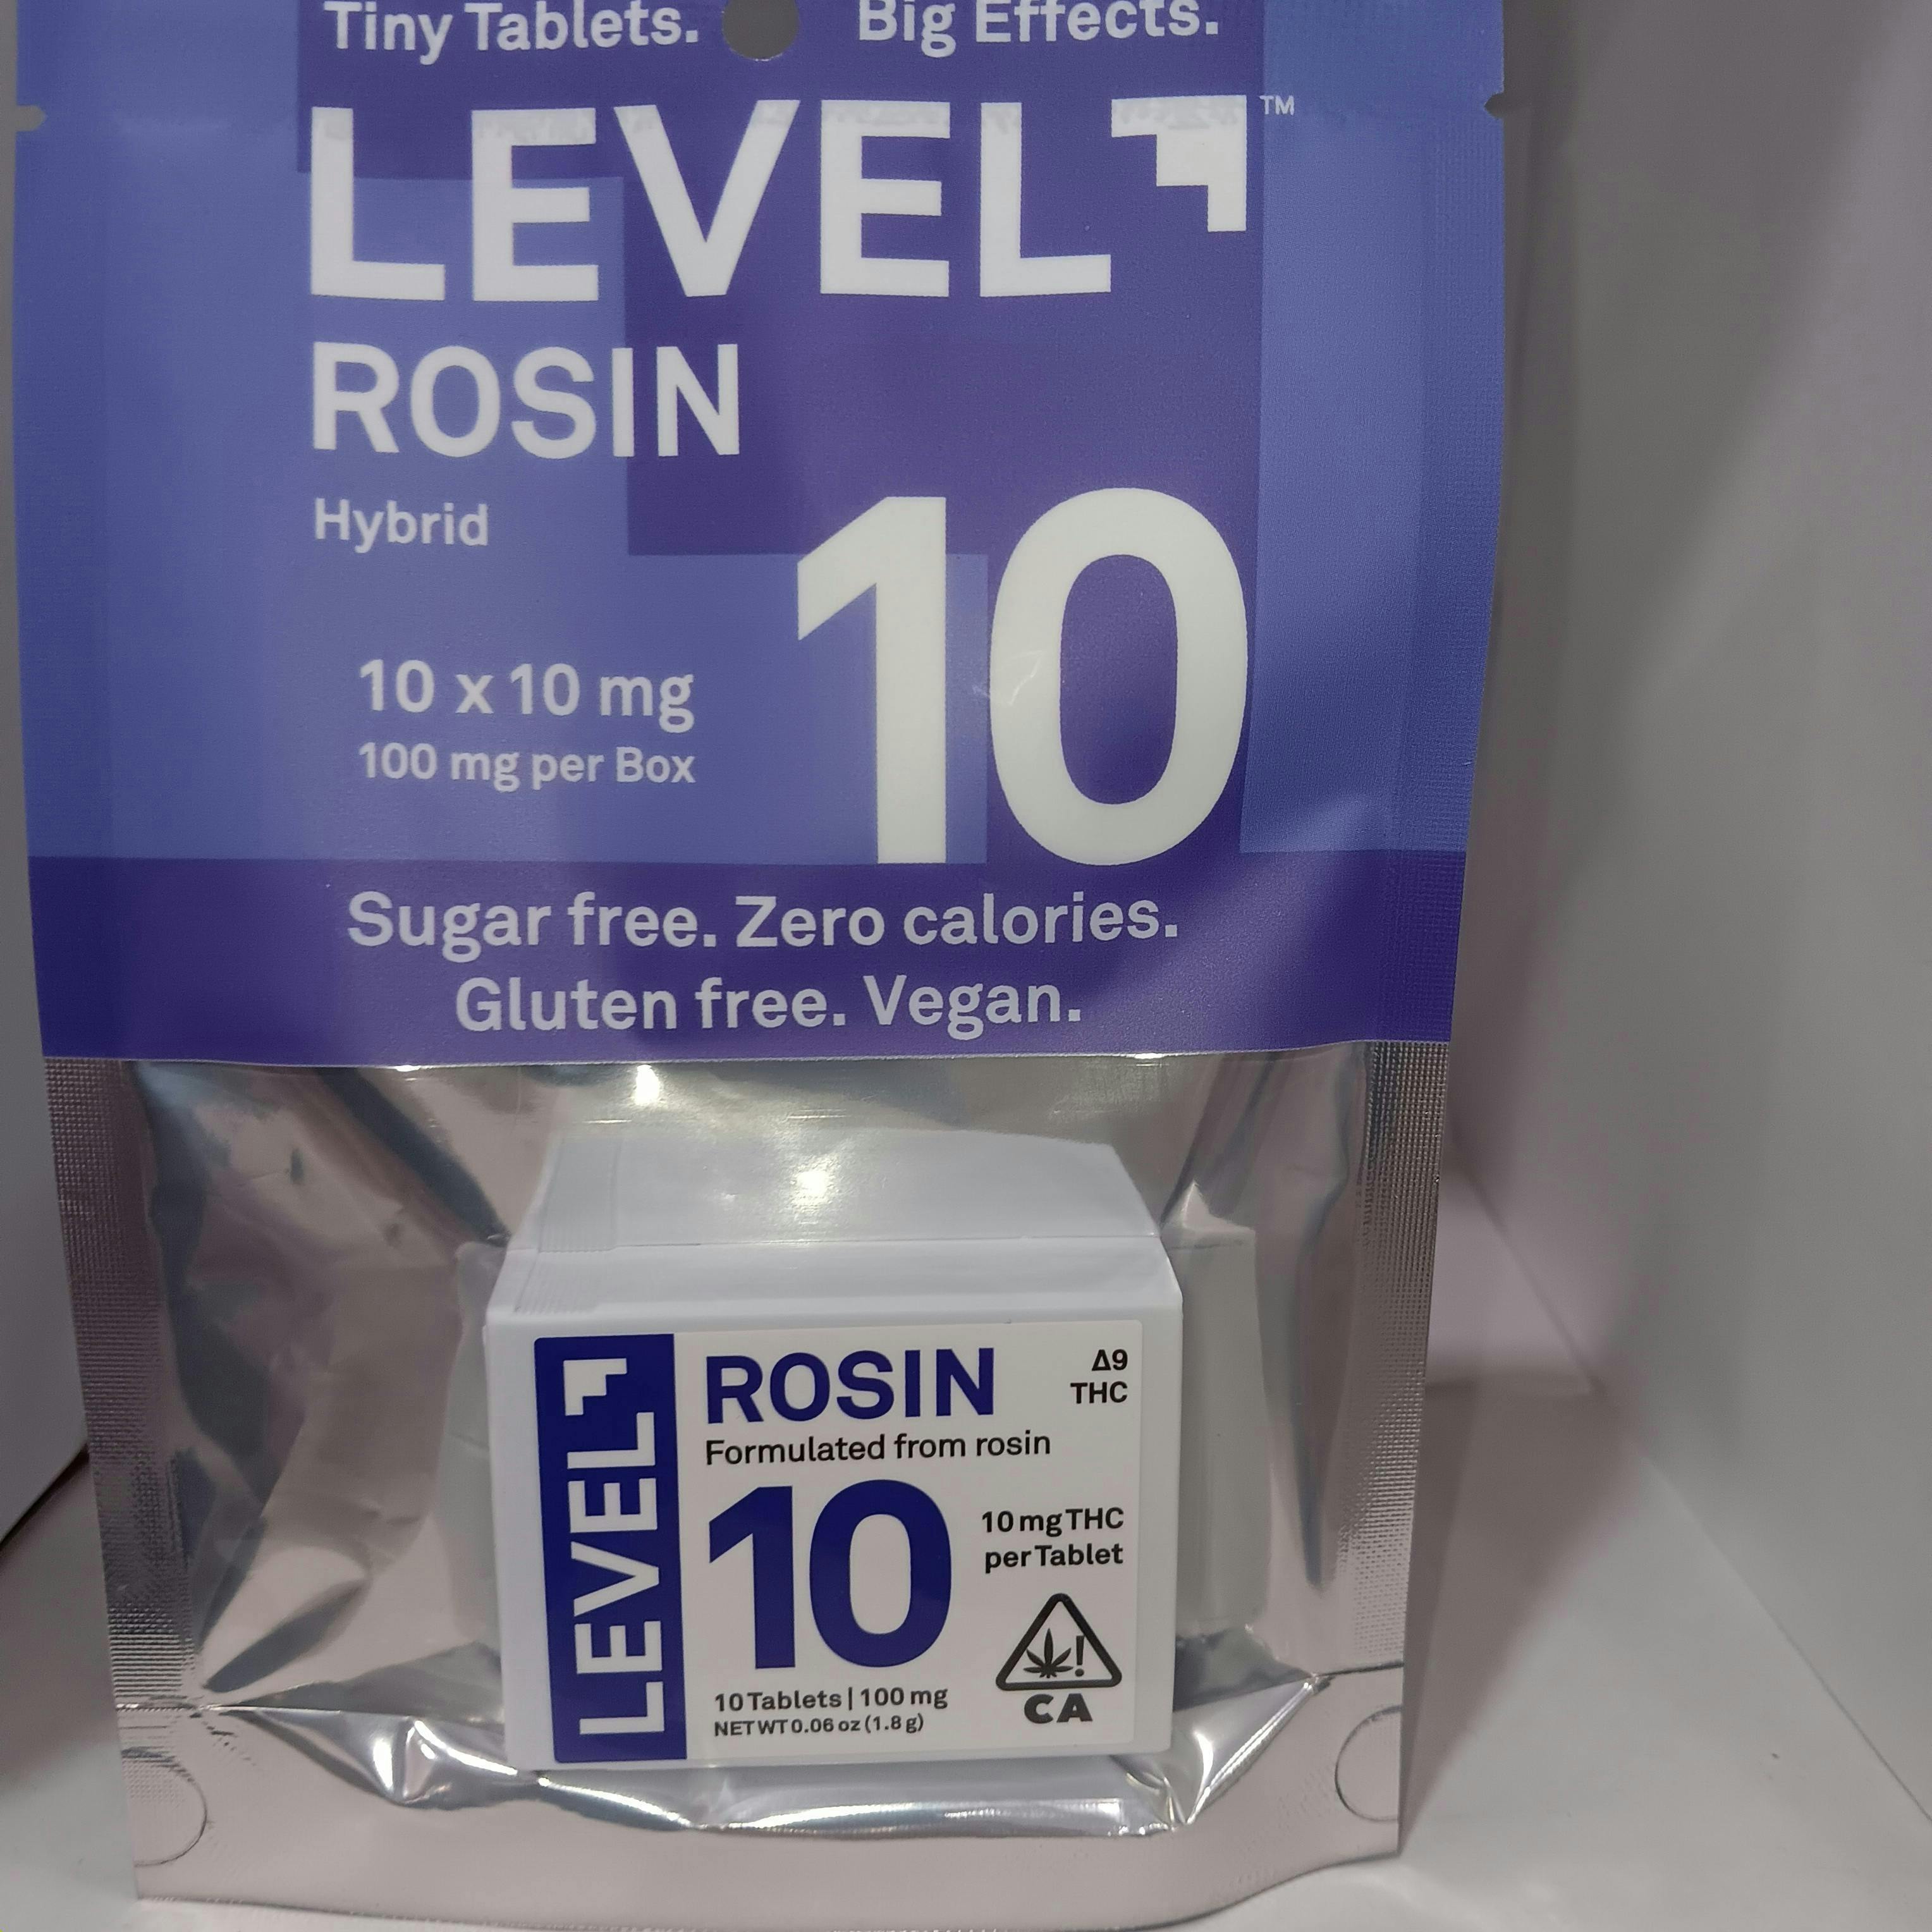 Tiny Tablets. Big Effects.
LEVEL™
ROSIN
Hybrid
10
10 x 10 mg
100 mg per Box
Sugar free. Zero calories.
Gluten free. Vegan.
LEVEL
ROSIN
Δ9
THC
Formulated from rosin
10
10 mg THC
per Tablet
10 Tablets | 100 mg
NET WT 0.06 oz (1.8 g)
!
CA